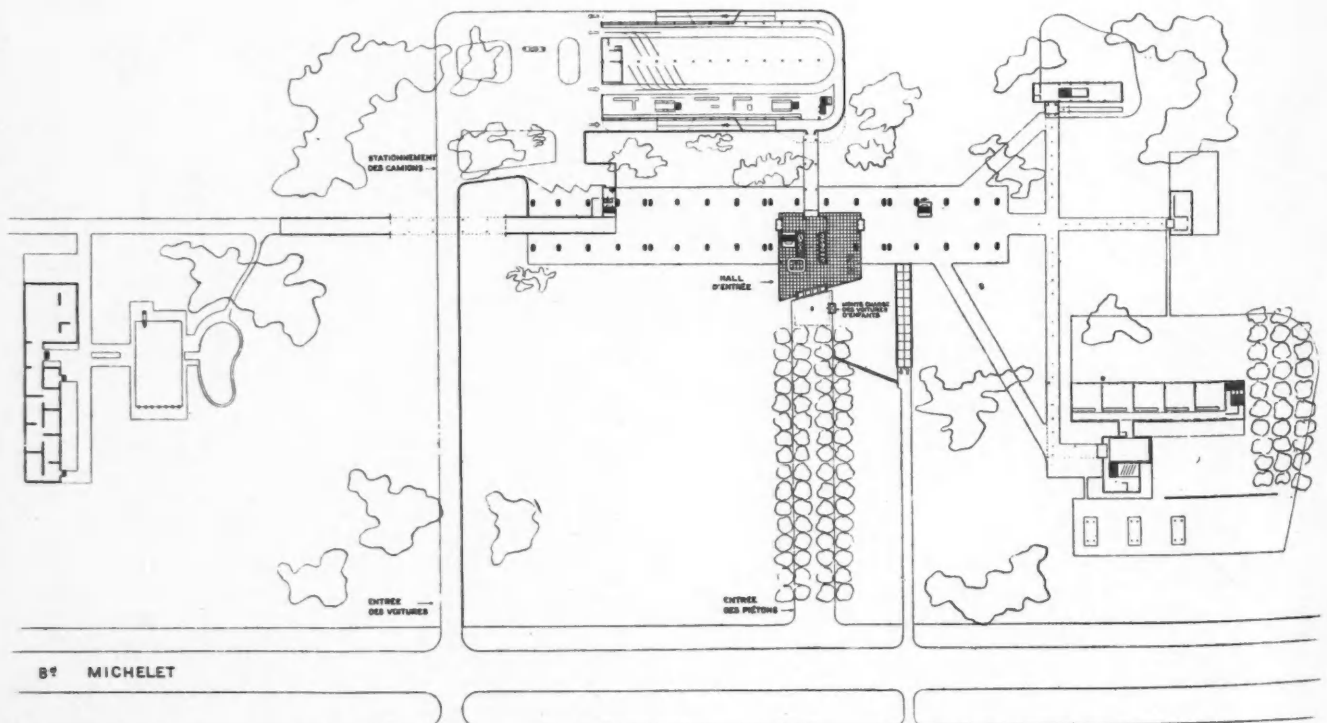 STATIONNEMENT
DES CAMIONS
HALL
D'ENTRÉE
MONTE CHARGE
DES VOITURES
D'ENFANTS
ENTRÉE
DES VOITURES
ENTRÉE
DES PIÉTONS
Bᵈ MICHELET